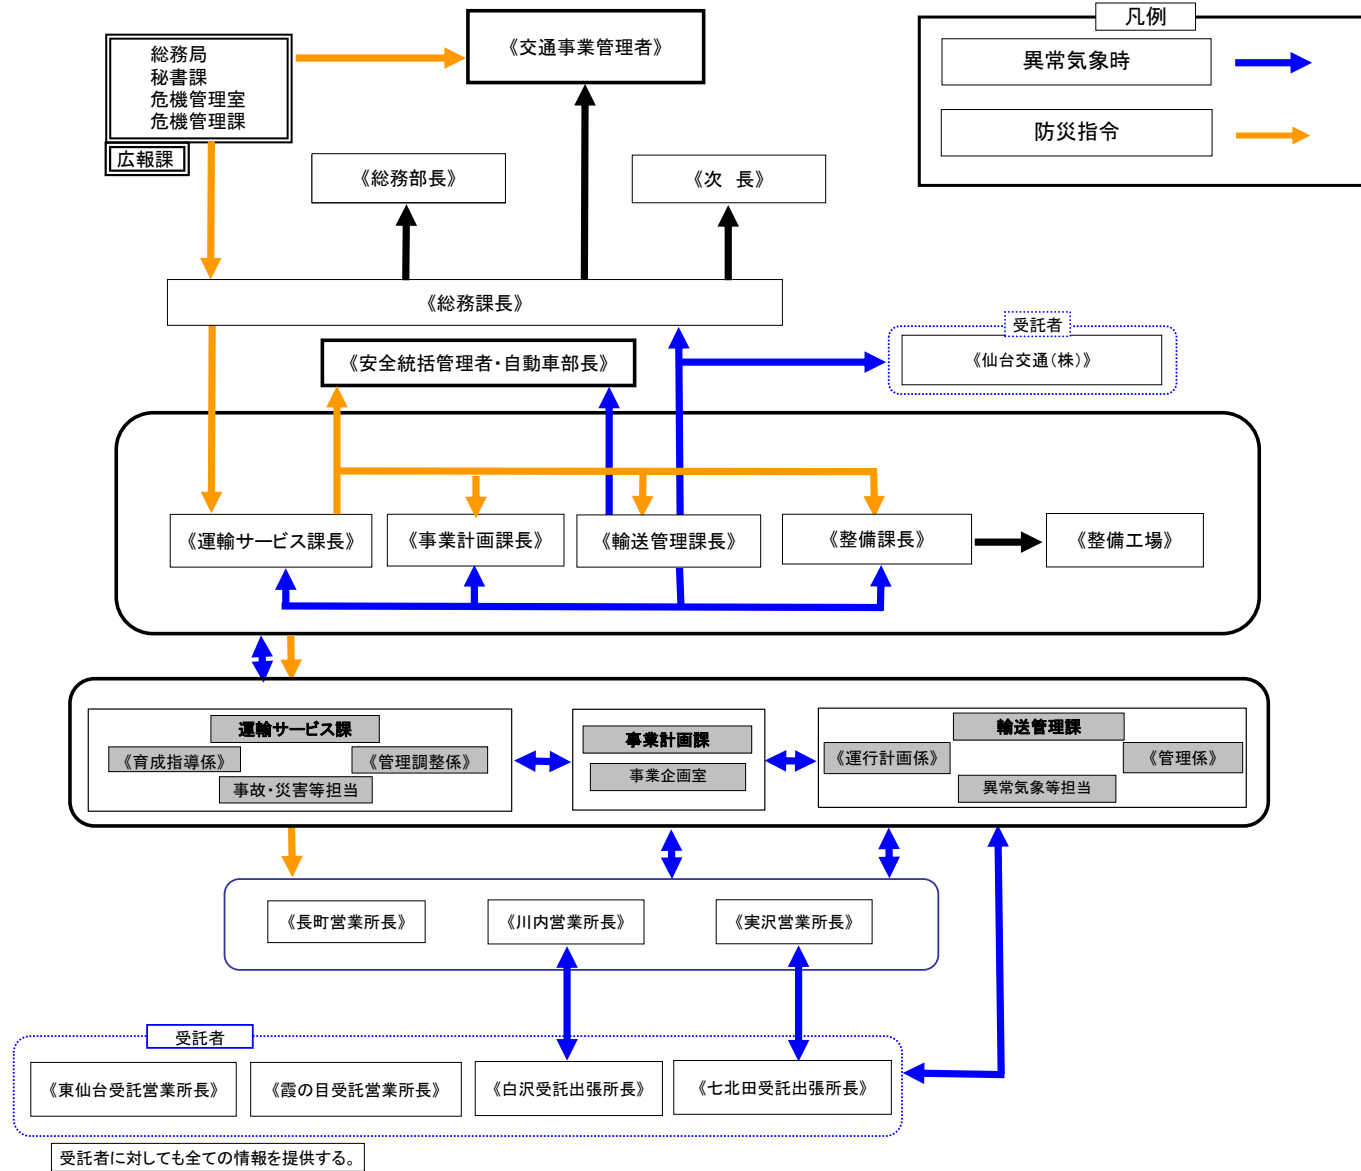 総務局
秘書課
危機管理室
危機管理課
広報課
《交通事業管理者》
凡例
異常気象時
防災指令
《総務部長》
《次　長》
《総務課長》
受託者
《仙台交通(株)》
《安全統括管理者・自動車部長》
《運輸サービス課長》
《事業計画課長》
《輸送管理課長》
《整備課長》
《整備工場》
運輸サービス課
《育成指導係》
《管理調整係》
事故・災害等担当
事業計画課
事業企画室
輸送管理課
《運行計画係》
《管理係》
異常気象等担当
《長町営業所長》
《川内営業所長》
《実沢営業所長》
受託者
《東仙台受託営業所長》
《霞の目受託営業所長》
《白沢受託出張所長》
《七北田受託出張所長》
受託者に対しても全ての情報を提供する。